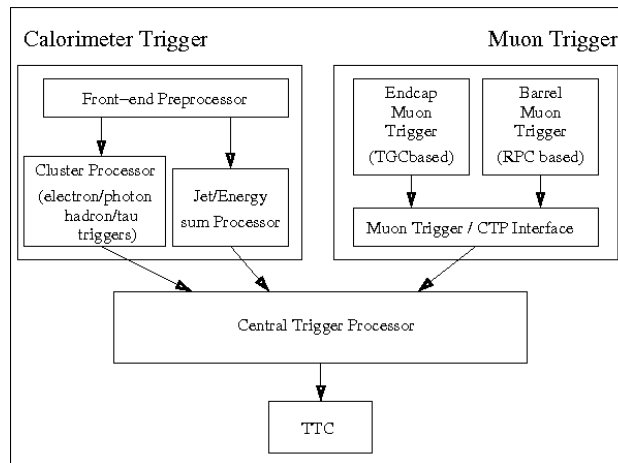 Calorimeter Trigger
Front-end Preprocessor
Cluster Processor
(electron/photon
hadron/tau
triggers)
Jet/Energy
sum Processor
Muon Trigger
Endcap
Muon
Trigger
(TGCbased)
Barrel
Muon
Trigger
(RPC based)
Muon Trigger / CTP Interface
Central Trigger Processor
TTC